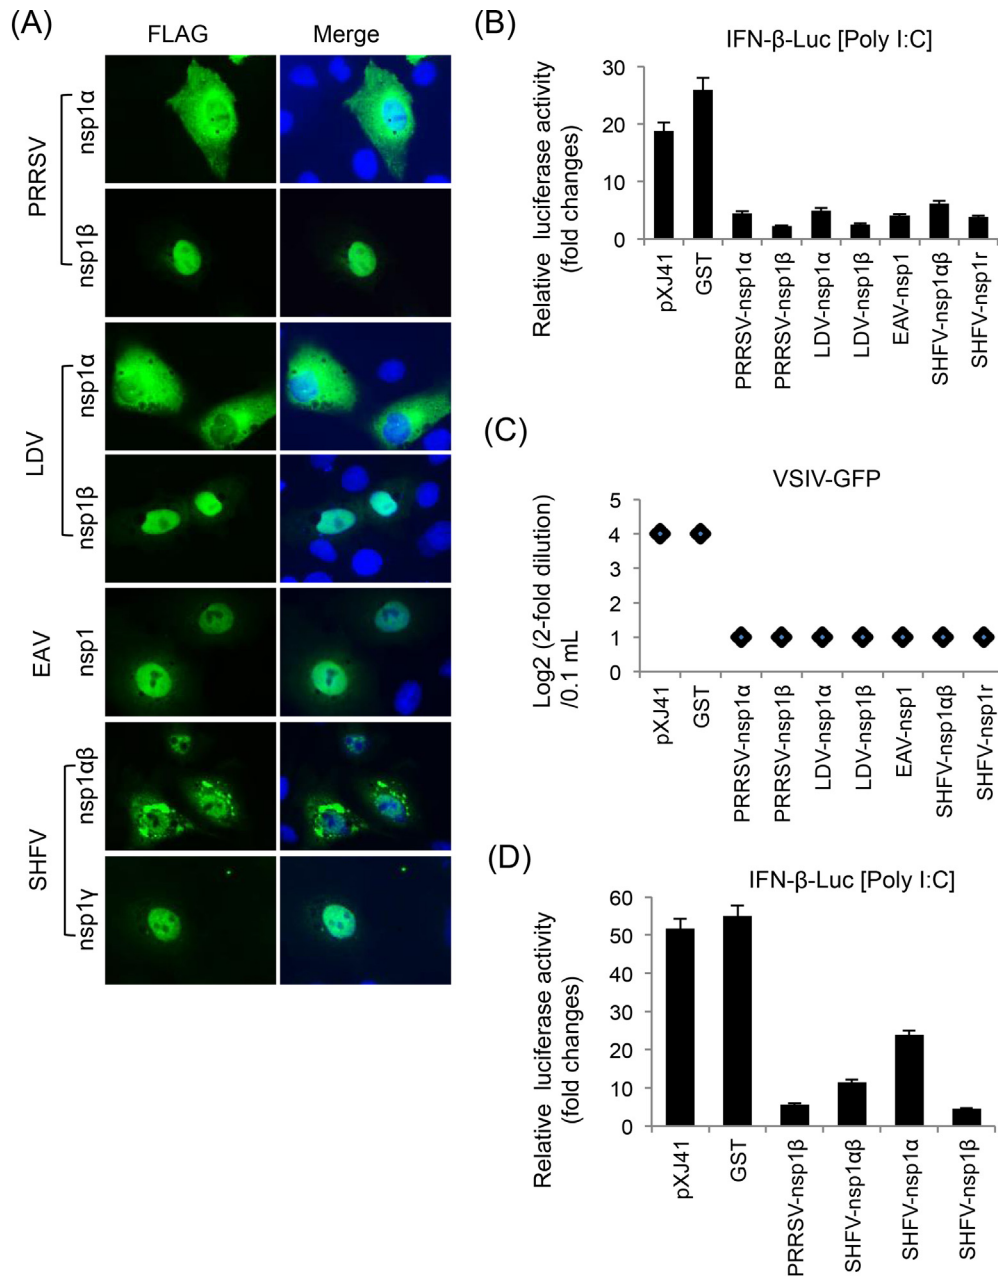 (A)
FLAG Merge
PRRSV
nsp1α
nsp1β
LDV
nsp1α
nsp1β
EAV
nsp1
SHFV
nsp1αβ
nsp1γ
(B)
IFN-β-Luc [Poly I:C]
Relative luciferase activity
(fold changes)
30
20
10
0
pXJ41
GST
PRRSV-nsp1α
PRRSV-nsp1β
LDV-nsp1α
LDV-nsp1β
EAV-nsp1
SHFV-nsp1αβ
SHFV-nsp1r
(C)
VSIV-GFP
Log2 (2-fold dilution)
/0.1 mL
5
4
3
2
1
0
pXJ41
GST
PRRSV-nsp1α
PRRSV-nsp1β
LDV-nsp1α
LDV-nsp1β
EAV-nsp1
SHFV-nsp1αβ
SHFV-nsp1r
(D)
IFN-β-Luc [Poly I:C]
Relative luciferase activity
(fold changes)
60
50
40
30
20
10
0
pXJ41
GST
PRRSV-nsp1β
SHFV-nsp1αβ
SHFV-nsp1α
SHFV-nsp1β